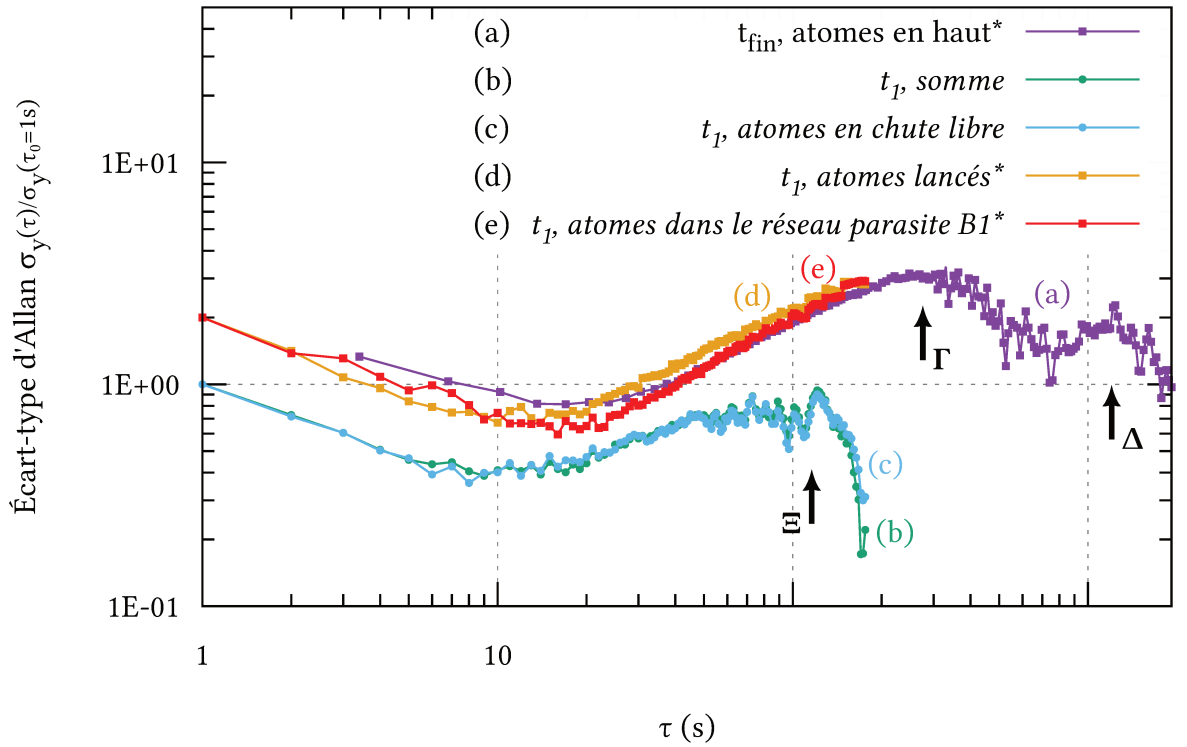 (a) t_fin, atomes en haut*
(b) t_1, somme
(c) t_1, atomes en chute libre
(d) t_1, atomes lancés*
(e) t_1, atomes dans le réseau parasite B1*
Écart-type d'Allan σ_y(τ)/σ_y(τ_0=1s)
1E+01
1E+00
1E-01
(e)
(d)
(a)
Γ
Δ
(c)
Ξ
(b)
1 10
τ (s)